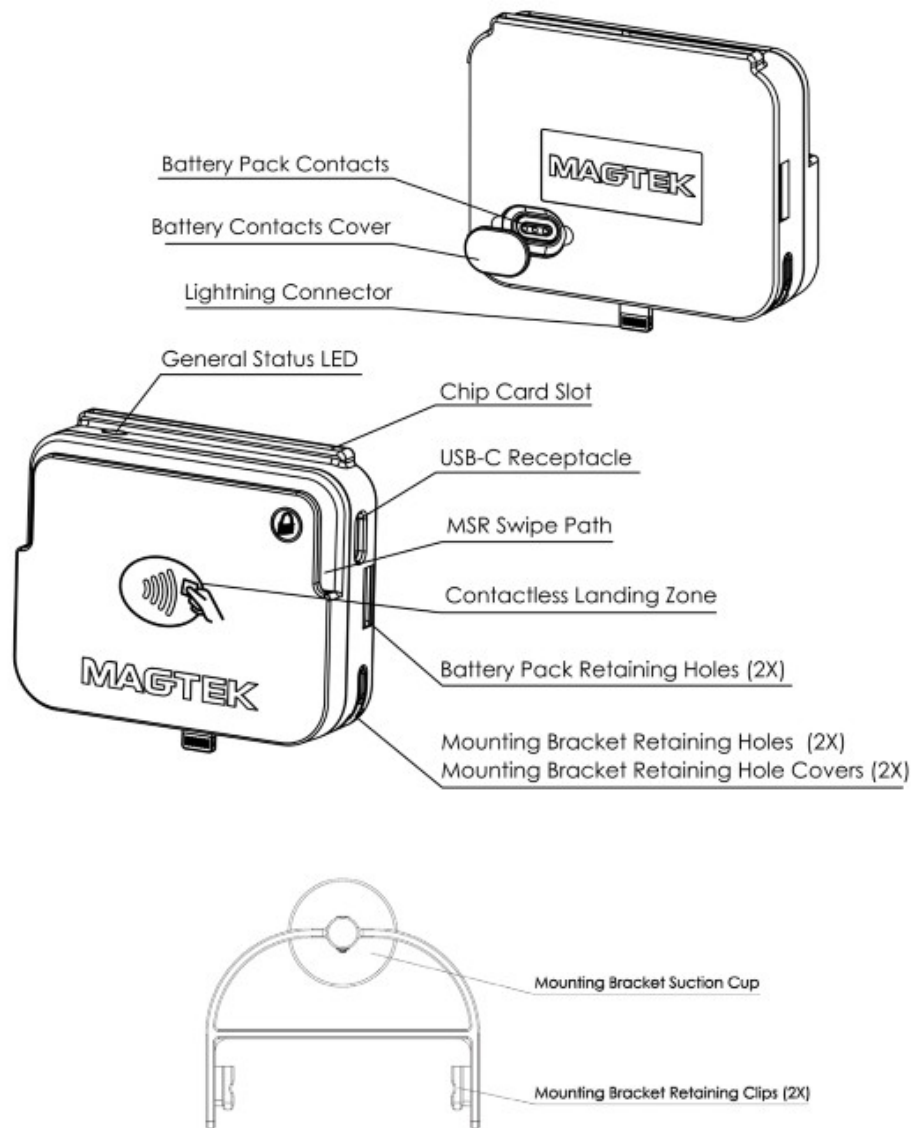 MAGTEK
Battery Pack Contacts
Battery Contacts Cover
Lightning Connector
General Status LED
Chip Card Slot
USB-C Receptacle
MSR Swipe Path
Contactless Landing Zone
MAGTEK
Battery Pack Retaining Holes (2X)
Mounting Bracket Retaining Holes (2X)
Mounting Bracket Retaining Hole Covers (2X)
Mounting Bracket Suction Cup
Mounting Bracket Retaining Clips (2X)